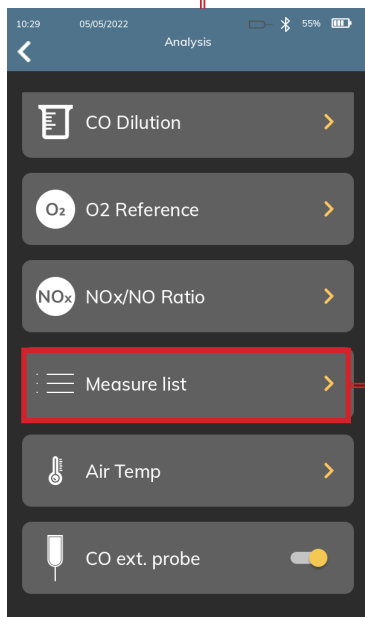 10:29 05/05/2022 55%
Analysis
CO Dilution
O2 O2 Reference
NOx NOx/NO Ratio
Measure list
Air Temp
CO ext. probe